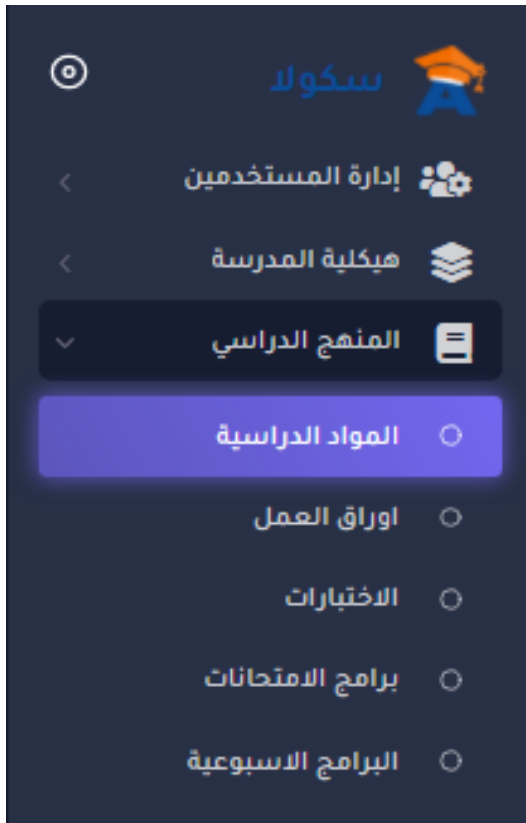 سكولا
إدارة المستخدمين
هيكلية المدرسة
المنهج الدراسي
المواد الدراسية
اوراق العمل
الاختبارات
برامج الامتحانات
البرامج الاسبوعية